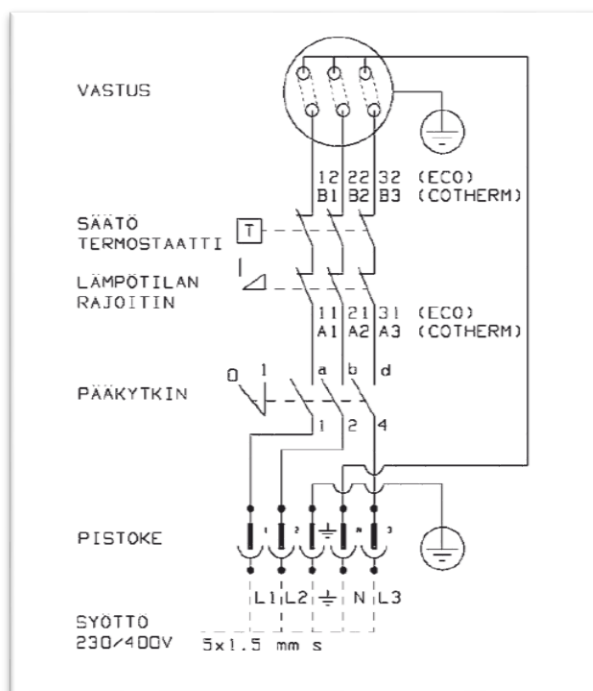 VASTUS
12 22 32 (ECO)
B1 B2 B3 (COTHERM)
SÄÄTÖ
TERMOSTAATTI
T
LÄMPÖTILAN
RAJOITIN
11 21 31 (ECO)
A1 A2 A3 (COTHERM)
0 1 a b d
PÄÄKYTKIN
1 2 4
1 2 N 3
PISTOKE
L1 L2 N L3
SYÖTTÖ
230/400V 5x1.5 mm s